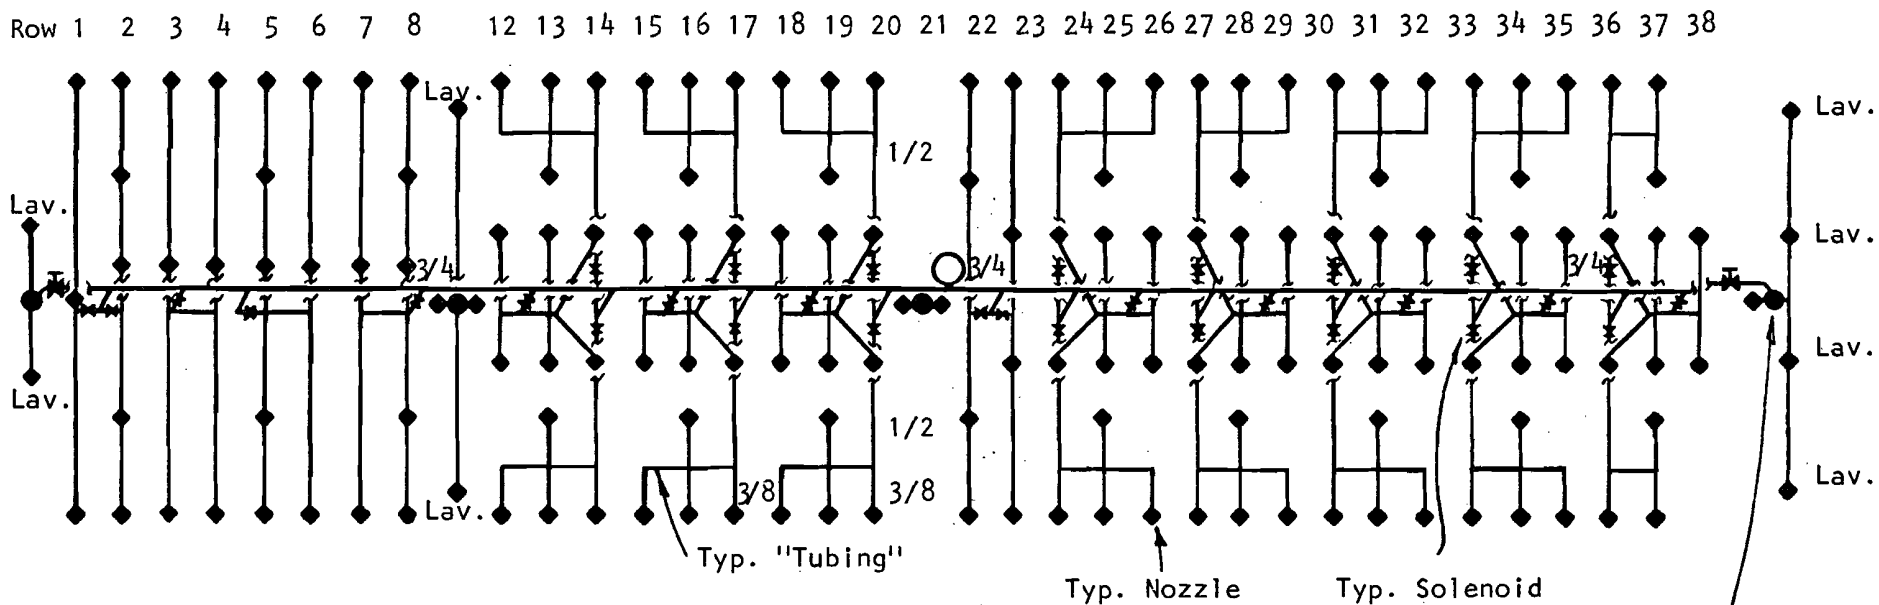 Row 1 2 3 4 5 6 7 8 12 13 14 15 16 17 18 19 20 21 22 23 24 25 26 27 28 29 30 31 32 33 34 35 36 37 38
Lav.
Lav.
1/2
Lav.
Lav.
3/4
3/4
3/4
Lav.
Lav.
1/2
3/8
3/8
Lav.
Lav.
Typ. "Tubing"
Typ. Nozzle
Typ. Solenoid